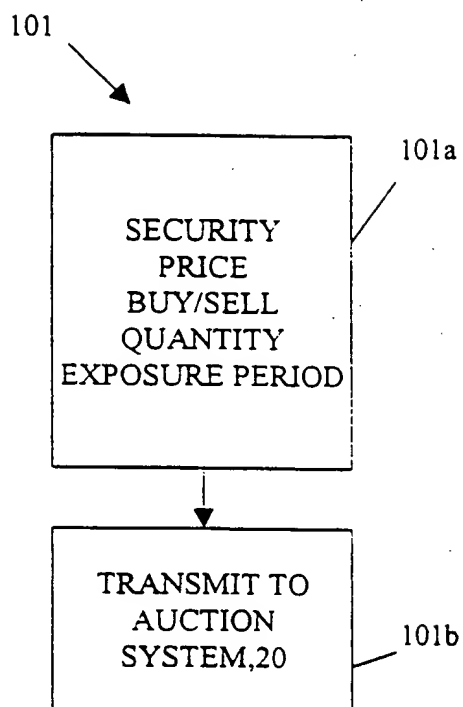 101
101a
SECURITY
PRICE
BUY/SELL
QUANTITY
EXPOSURE PERIOD
TRANSMIT TO
AUCTION
SYSTEM,20
101b